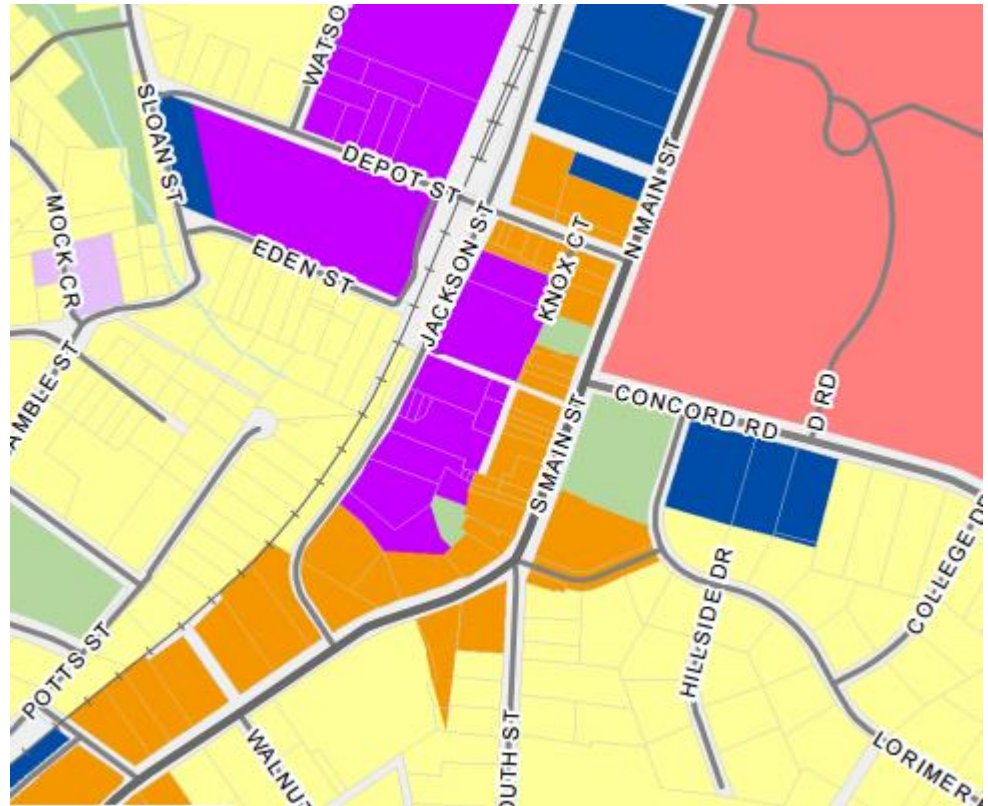 WATSO
SLOAN ST
DEPOT ST
N MAIN ST
MOCK CR
EDEN ST
JACKSON ST
KNOX CT
AMBLE ST
CONCORD RD
D RD
S MAIN ST
COLLEGE DR
HILLSIDE DR
POTTS ST
WALNUT
OUTH ST
LORIMER